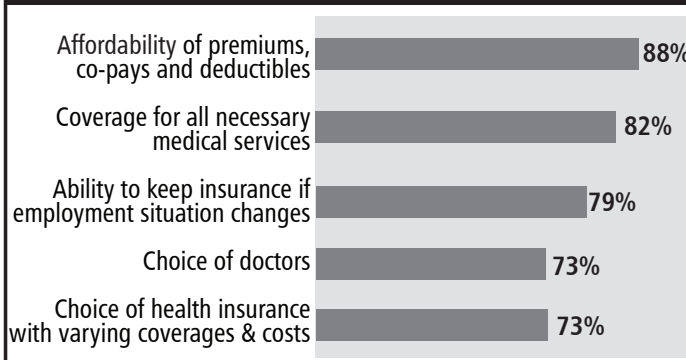 Affordability of premiums,
co-pays and deductibles
88%
Coverage for all necessary
medical services
82%
Ability to keep insurance if
employment situation changes
79%
Choice of doctors
73%
Choice of health insurance
with varying coverages & costs
73%